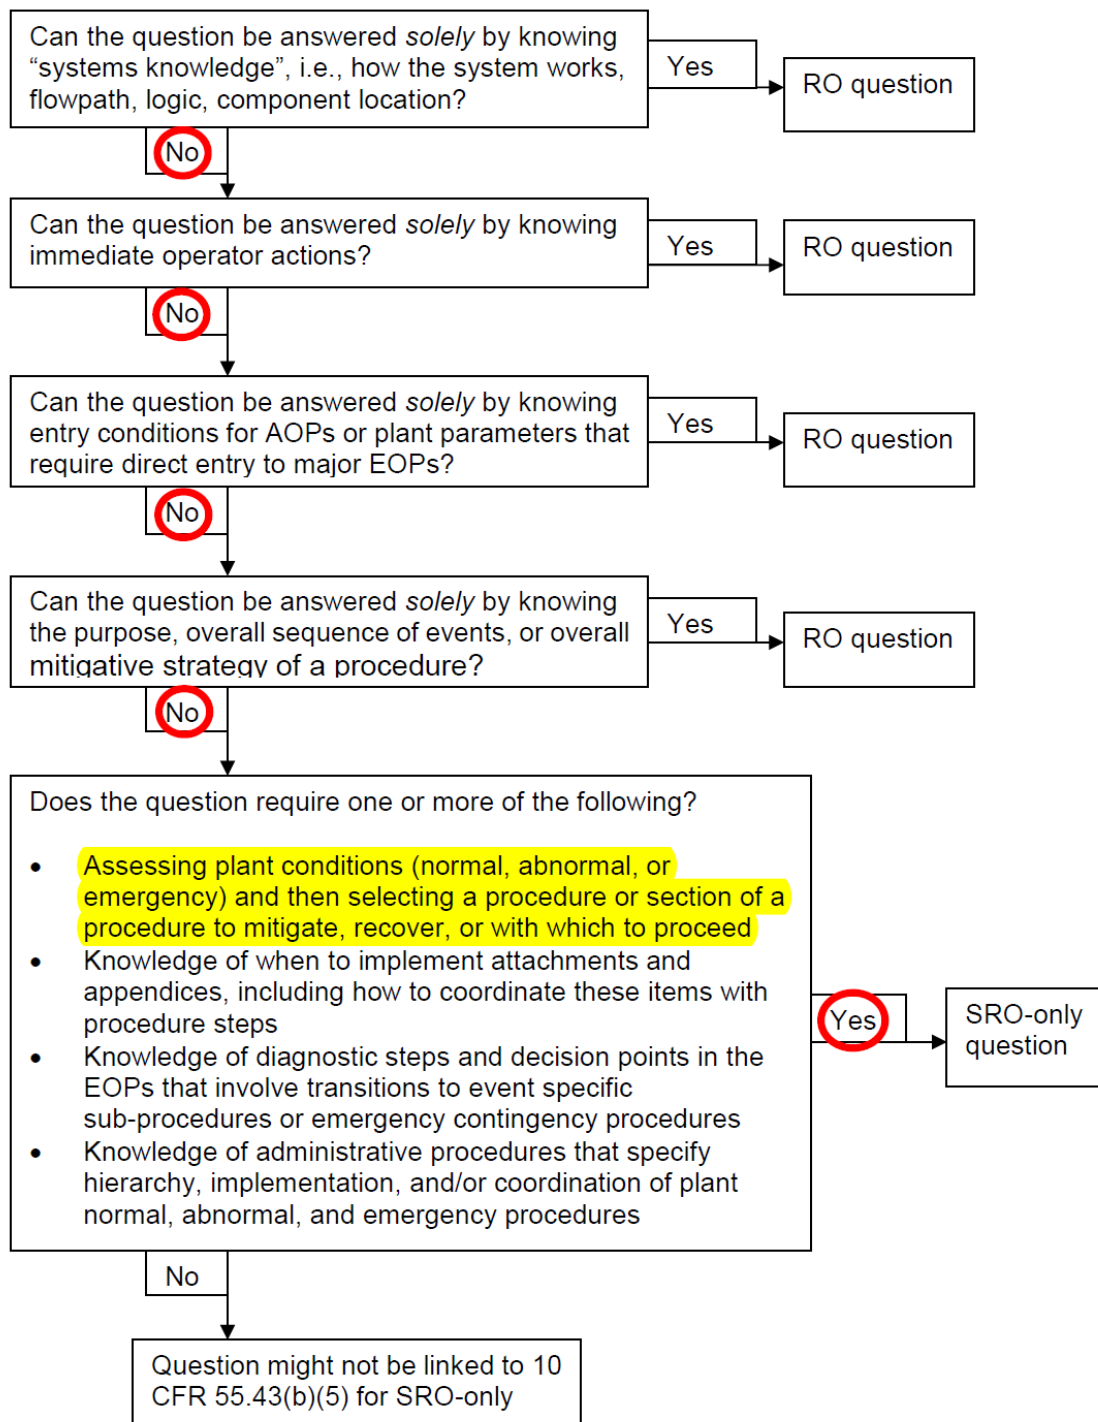 Can the question be answered solely by knowing
"systems knowledge", i.e., how the system works,
flowpath, logic, component location?
Yes
RO question
No
Can the question be answered solely by knowing
immediate operator actions?
Yes
RO question
No
Can the question be answered solely by knowing
entry conditions for AOPs or plant parameters that
require direct entry to major EOPs?
Yes
RO question
No
Can the question be answered solely by knowing
the purpose, overall sequence of events, or overall
mitigative strategy of a procedure?
Yes
RO question
No
Does the question require one or more of the following?
• Assessing plant conditions (normal, abnormal, or
emergency) and then selecting a procedure or section of a
procedure to mitigate, recover, or with which to proceed
• Knowledge of when to implement attachments and
appendices, including how to coordinate these items with
procedure steps
• Knowledge of diagnostic steps and decision points in the
EOPs that involve transitions to event specific
sub-procedures or emergency contingency procedures
• Knowledge of administrative procedures that specify
hierarchy, implementation, and/or coordination of plant
normal, abnormal, and emergency procedures
Yes
SRO-only
question
No
Question might not be linked to 10
CFR 55.43(b)(5) for SRO-only